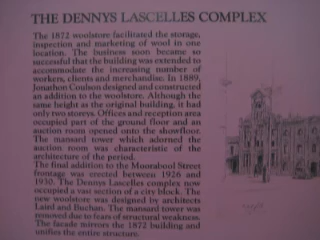 THE DENNYS LASCELLES COMPLEX
The 1872 woolstore facilitated the storage,
inspection and marketing of wool in one
location. The business soon became so
successful that the building was extended to
accommodate the increasing number of
workers, clients and merchandise. In 1889,
Jonathon Coulson designed and constructed
an addition to the woolstore. Although the
same height as the original building, it had
only two storeys. Offices and reception area
occupied part of the ground floor and an
auction room opened onto the showfloor.
The mansard tower which adorned the
auction room was characteristic of the
architecture of the period.
The final addition to the Moorabool Street
frontage was erected between 1926 and
1930. The Dennys Lascelles complex now
occupied a vast section of a city block. The
new woolstore was designed by architects
Laird and Buchan. The mansard tower was
removed due to fears of structural weakness.
The facade mirrors the 1872 building and
unifies the entire structure.